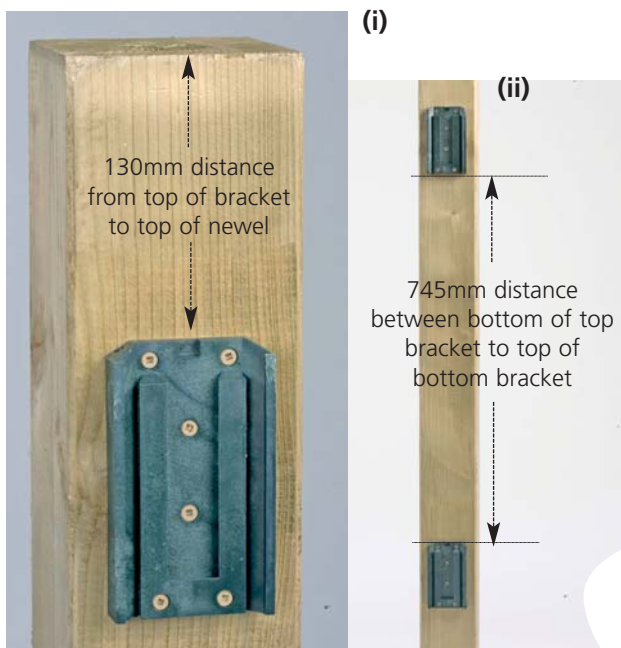 (i)
130mm distance
from top of bracket
to top of newel
(ii)
745mm distance
between bottom of top
bracket to top of
bottom bracket